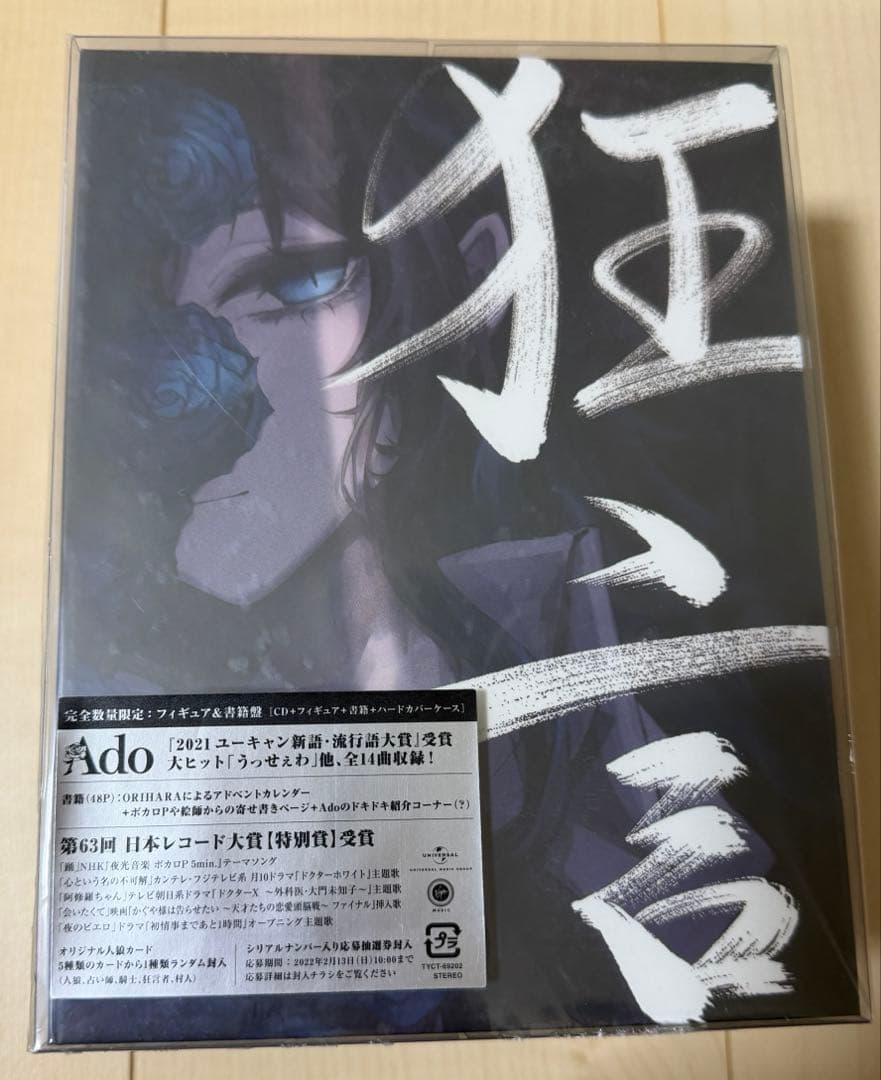 狂言
完全数量限定：フィギュア&書籍盤 [CD+フィギュア+書籍+ハードカバーケース]
Ado
『2021 ユーキャン新語・流行語大賞』受賞
大ヒット「うっせぇわ」他、全14曲収録！
書籍(48P)：ORIHARAによるアドベントカレンダー
+ボカロPや絵師からの寄せ書きページ+Adoのドキドキ紹介コーナー(?)
第63回 日本レコード大賞【特別賞】受賞
「踊」NHK『夜光音楽 ボカロP 5min.』テーマソング
「心という名の不可解」カンテレ・フジテレビ系 月10ドラマ『ドクターホワイト』主題歌
「阿修羅ちゃん」テレビ朝日系ドラマ『ドクターX ～外科医・大門未知子～』主題歌
「会いたくて」映画『かぐや様は告らせたい ～天才たちの恋愛頭脳戦～ ファイナル』挿入歌
「夜のピエロ」ドラマ『初情事まであと1時間』オープニング主題歌
オリジナル人狼カード
5種類のカードから1種類ランダム封入
(人狼、占い師、騎士、狂言者、村人)
シリアルナンバー入り応募抽選券封入
応募期間：2022年2月13日(日)10:00まで
応募詳細は封入チラシをご覧ください
UNIVERSAL
UNIVERSAL MUSIC GROUP
Virgin
MUSIC
プラ
TYCT-69202
STEREO